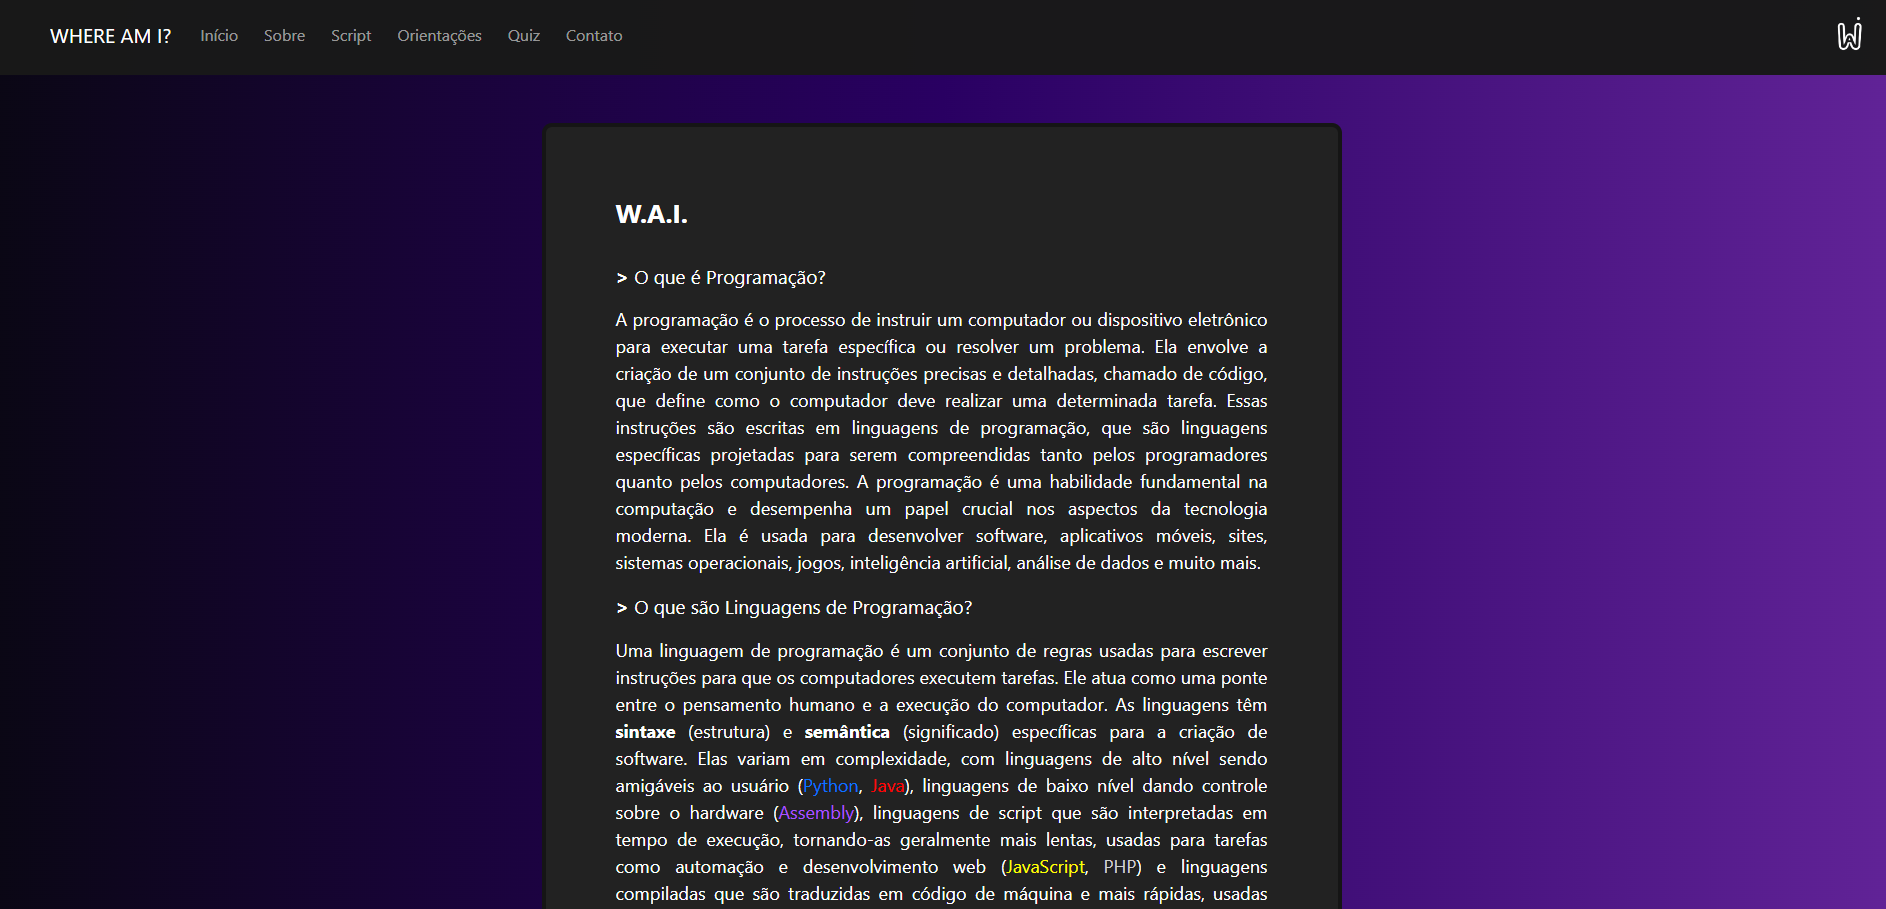 WHERE AM I? Início Sobre Script Orientações Quiz Contato
W.A.I.
> O que é Programação?
A programação é o processo de instruir um computador ou dispositivo eletrônico
para executar uma tarefa específica ou resolver um problema. Ela envolve a
criação de um conjunto de instruções precisas e detalhadas, chamado de código,
que define como o computador deve realizar uma determinada tarefa. Essas
instruções são escritas em linguagens de programação, que são linguagens
específicas projetadas para serem compreendidas tanto pelos programadores
quanto pelos computadores. A programação é uma habilidade fundamental na
computação e desempenha um papel crucial nos aspectos da tecnologia
moderna. Ela é usada para desenvolver software, aplicativos móveis, sites,
sistemas operacionais, jogos, inteligência artificial, análise de dados e muito mais.
> O que são Linguagens de Programação?
Uma linguagem de programação é um conjunto de regras usadas para escrever
instruções para que os computadores executem tarefas. Ele atua como uma ponte
entre o pensamento humano e a execução do computador. As linguagens têm
sintaxe (estrutura) e semântica (significado) específicas para a criação de
software. Elas variam em complexidade, com linguagens de alto nível sendo
amigáveis ao usuário (Python, Java), linguagens de baixo nível dando controle
sobre o hardware (Assembly), linguagens de script que são interpretadas em
tempo de execução, tornando-as geralmente mais lentas, usadas para tarefas
como automação e desenvolvimento web (JavaScript, PHP) e linguagens
compiladas que são traduzidas em código de máquina e mais rápidas, usadas